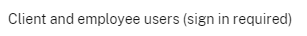 Client and employee users (sign in required)